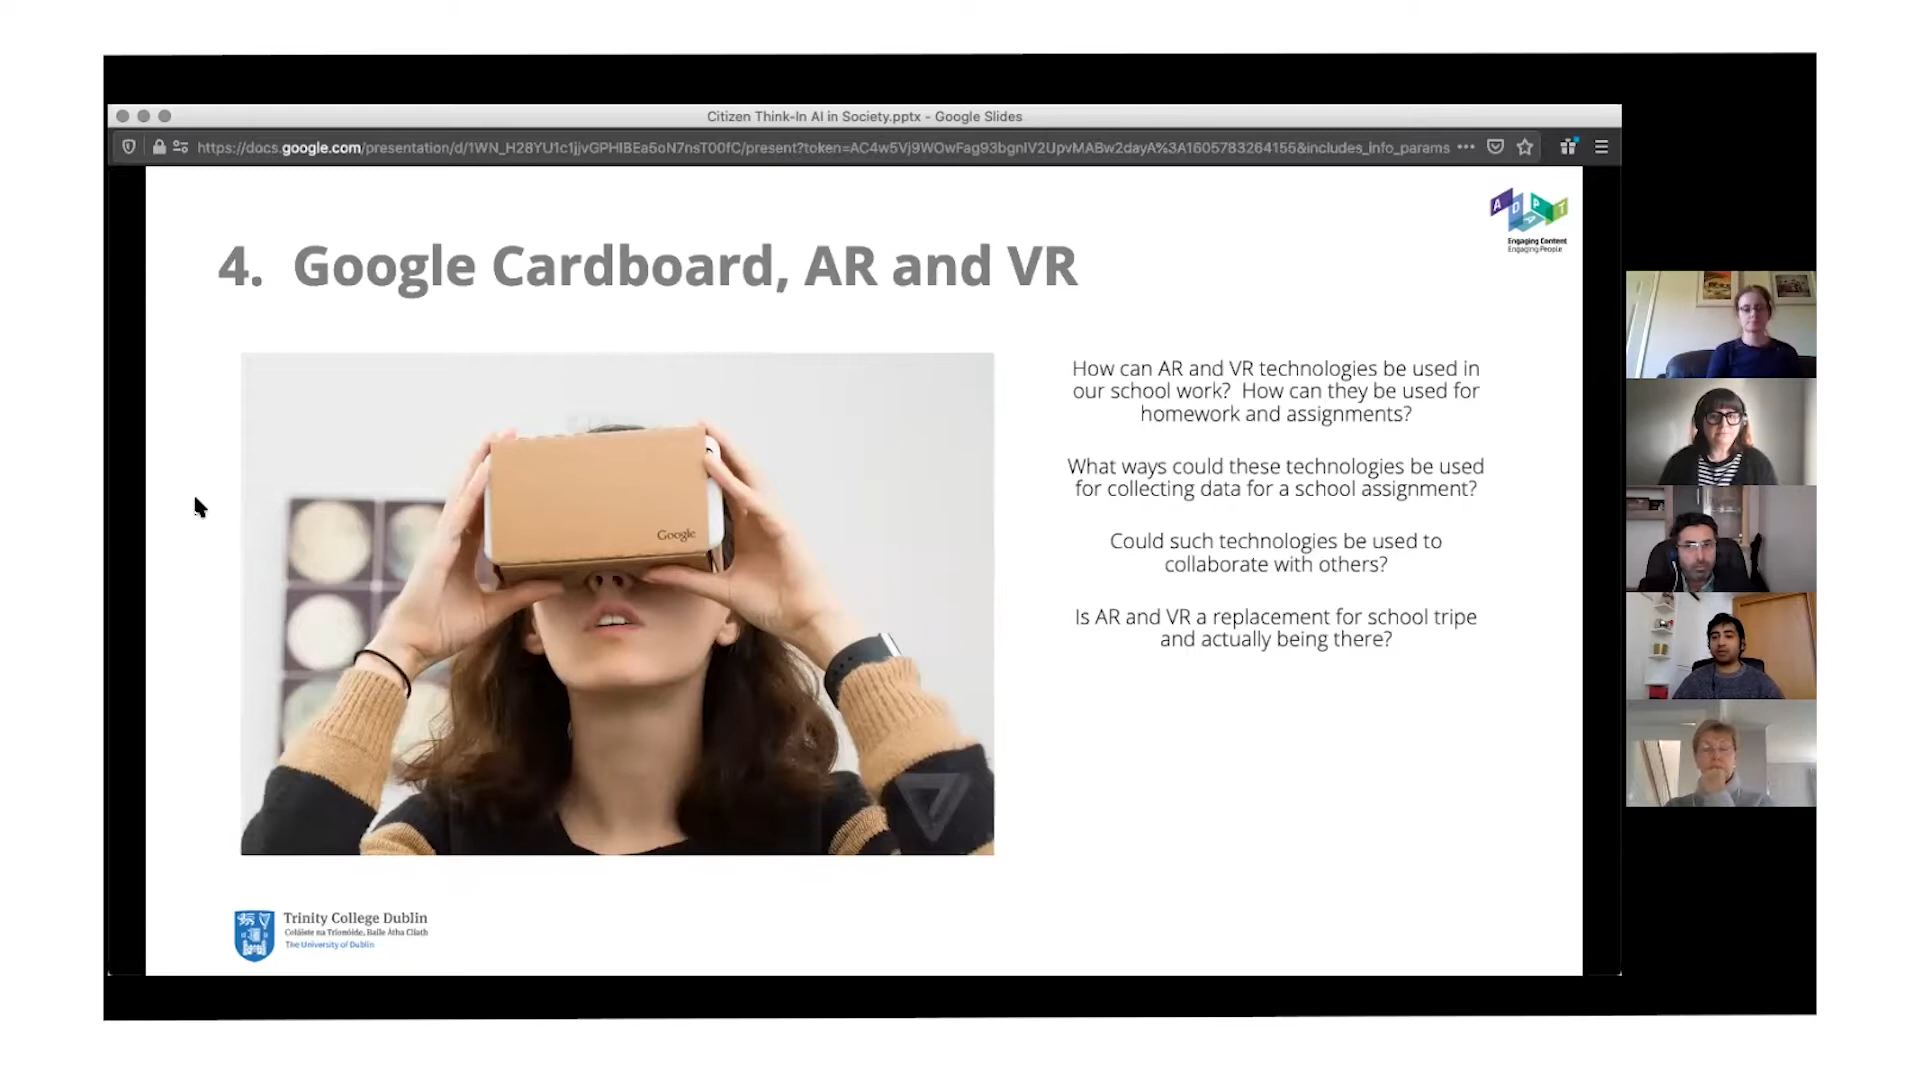 Citizen Think-In AI in Society.pptx - Google Slides
https://docs.google.com/presentation/d/1WN_H28YU1c1jjvGPHIBEa5oN7nsT00fC/present?token=AC4w5Vj9WOwFag93bgnIV2UpvMABw2dayA%3A1605783264155&includes_info_params
ADAPT
Engaging Content
Engaging People
4. Google Cardboard, AR and VR
How can AR and VR technologies be used in
our school work? How can they be used for
homework and assignments?
What ways could these technologies be used
for collecting data for a school assignment?
Could such technologies be used to
collaborate with others?
Is AR and VR a replacement for school tripe
and actually being there?
Google
Trinity College Dublin
Coláiste na Tríonóide, Baile Átha Cliath
The University of Dublin